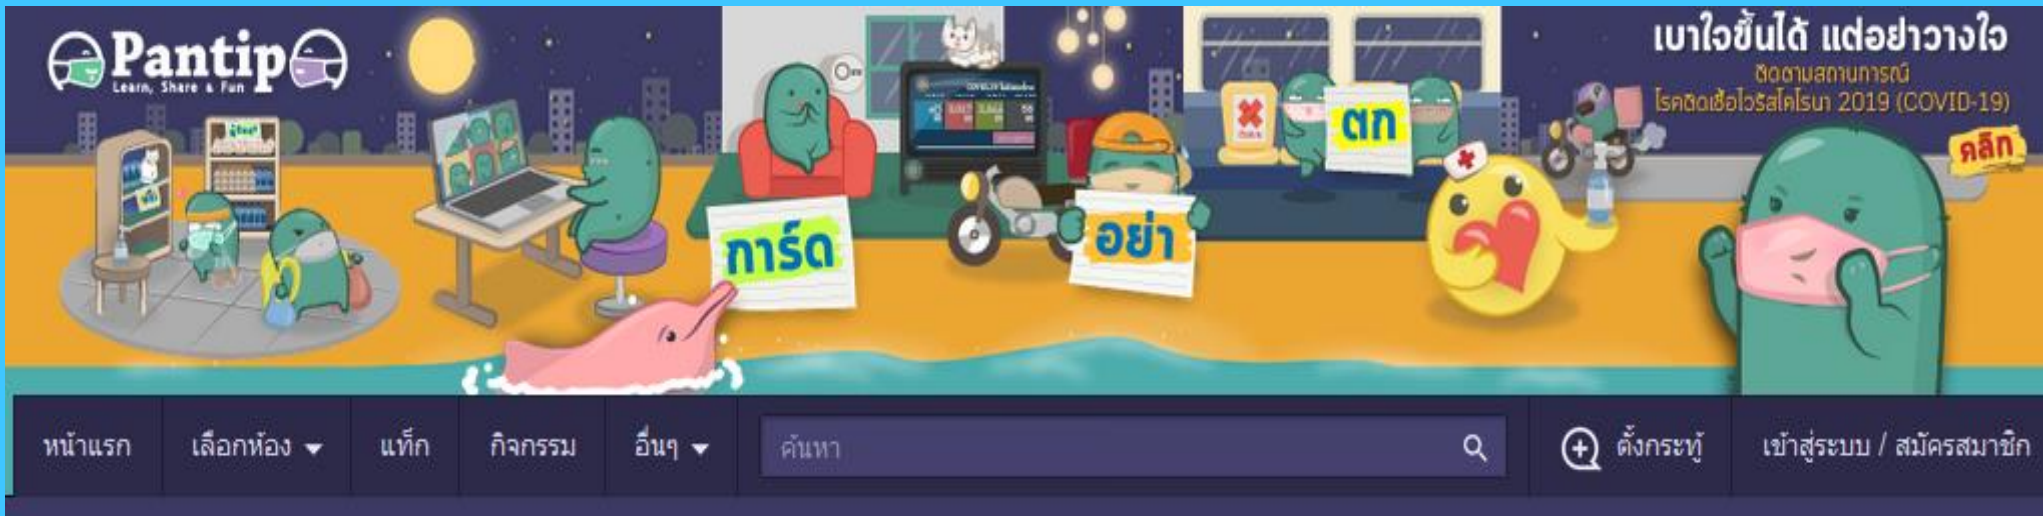 Pantip
Learn, Share & Fun
เบาใจขึ้นได้ แต่อย่าวางใจ
ติดตามสถานการณ์
โรคติดเชื้อไวรัสโคโรนา 2019 (COVID-19)
คลิก
การ์ด
อย่า
ตก
หน้าแรก
เลือกห้อง
แท็ก
กิจกรรม
อื่นๆ
ค้นหา
ตั้งกระทู้
เข้าสู่ระบบ / สมัครสมาชิก